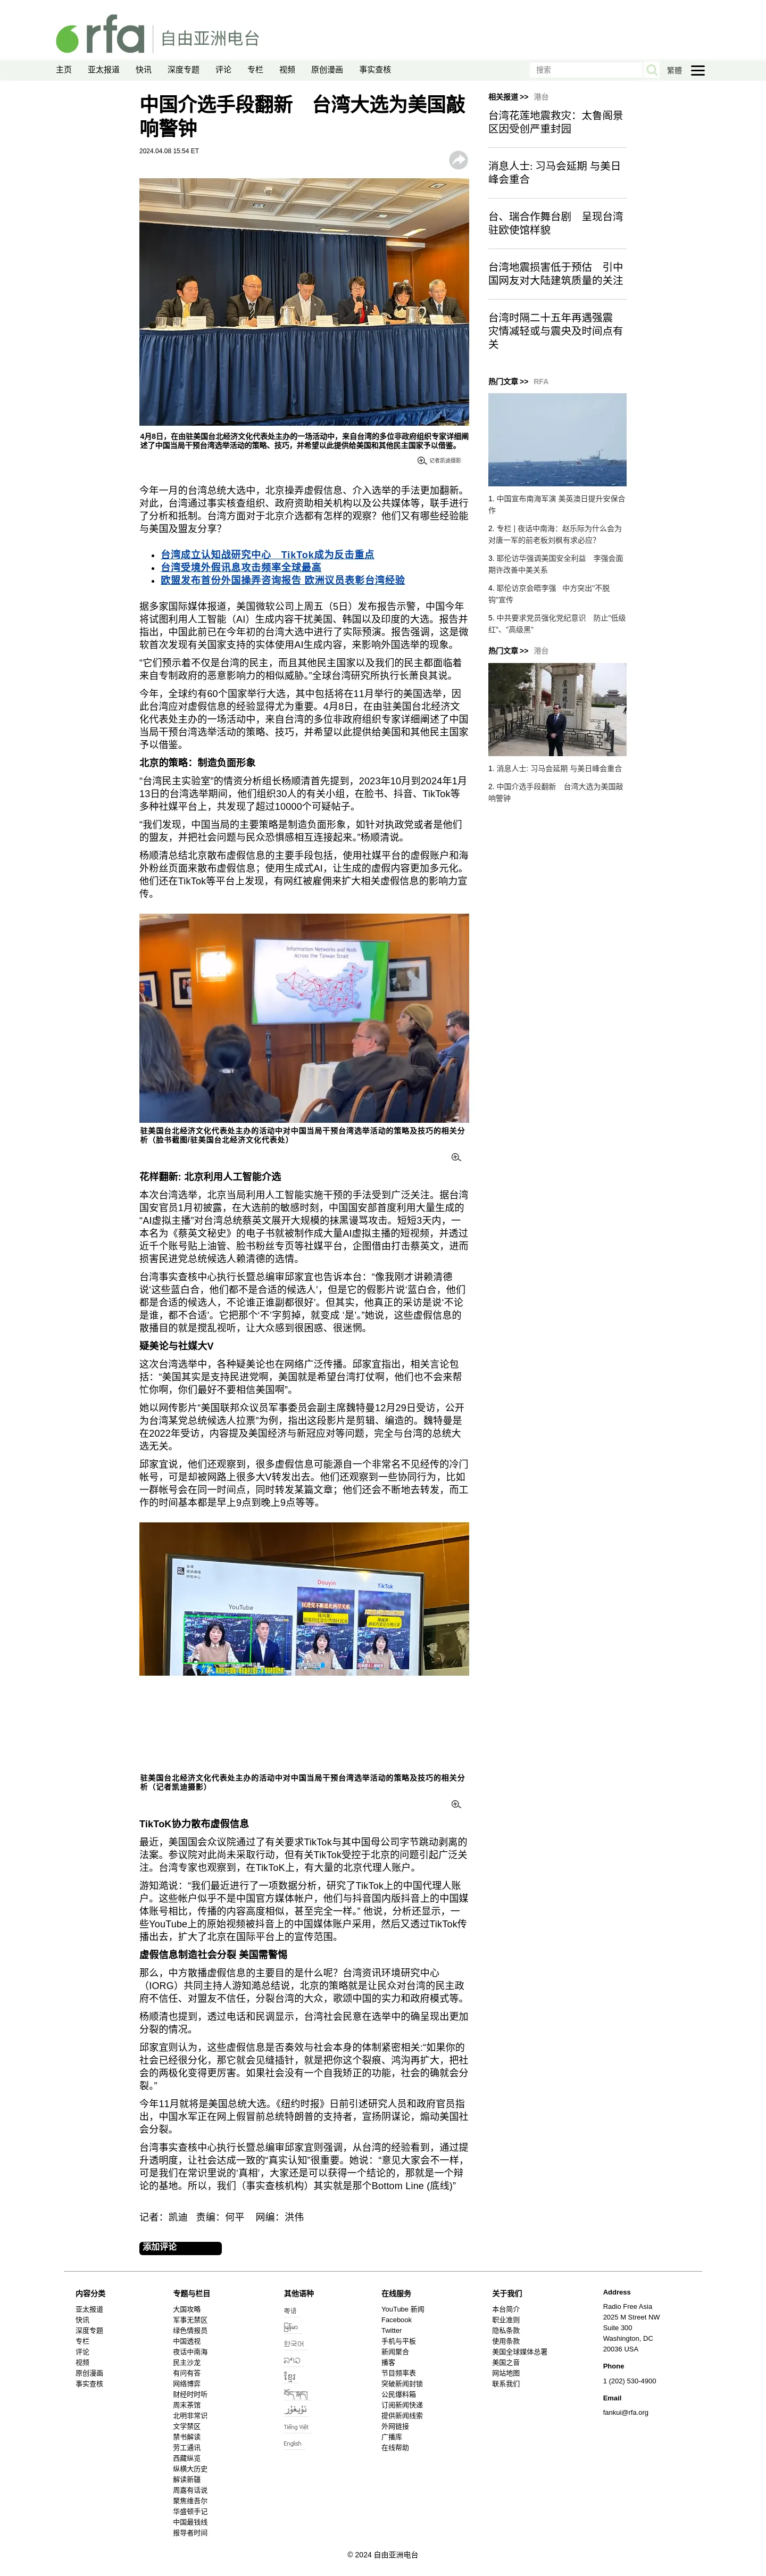 rfa 自由亚洲电台
主页 亚太报道 快讯 深度专题 评论 专栏 视频 原创漫画 事实查核 搜索 繁體
中国介选手段翻新　台湾大选为美国敲
响警钟
2024.04.08 15:54 ET
4月8日，在由驻美国台北经济文化代表处主办的一场活动中，来自台湾的多位非政府组织专家详细阐
述了中国当局干预台湾选举活动的策略、技巧，并希望以此提供给美国和其他民主国家予以借鉴。
记者凯迪摄影
今年一月的台湾总统大选中，北京操弄虚假信息、介入选举的手法更加翻新。
对此，台湾通过事实核查组织、政府资助相关机构以及公共媒体等，联手进行
了分析和抵制。台湾方面对于北京介选都有怎样的观察？他们又有哪些经验能
与美国及盟友分享？
台湾成立认知战研究中心　TikTok成为反击重点
台湾受境外假讯息攻击频率全球最高
欧盟发布首份外国操弄咨询报告 欧洲议员表彰台湾经验
据多家国际媒体报道，美国微软公司上周五（5日）发布报告示警，中国今年
将试图利用人工智能（AI）生成内容干扰美国、韩国以及印度的大选。报告并
指出，中国此前已在今年初的台湾大选中进行了实际预演。报告强调，这是微
软首次发现有关国家支持的实体使用AI生成内容，来影响外国选举的现象。
“它们预示着不仅是台湾的民主，而且其他民主国家以及我们的民主都面临着
来自专制政府的恶意影响力的相似威胁。”全球台湾研究所执行长萧良其说。
今年，全球约有60个国家举行大选，其中包括将在11月举行的美国选举，因
此台湾应对虚假信息的经验显得尤为重要。4月8日，在由驻美国台北经济文
化代表处主办的一场活动中，来自台湾的多位非政府组织专家详细阐述了中国
当局干预台湾选举活动的策略、技巧，并希望以此提供给美国和其他民主国家
予以借鉴。
北京的策略：制造负面形象
“台湾民主实验室”的情资分析组长杨顺清首先提到，2023年10月到2024年1月
13日的台湾选举期间，他们组织30人的有关小组，在脸书、抖音、TikTok等
多种社媒平台上，共发现了超过10000个可疑帖子。
“我们发现，中国当局的主要策略是制造负面形象，如针对执政党或者是他们
的盟友，并把社会问题与民众恐惧感相互连接起来。”杨顺清说。
杨顺清总结北京散布虚假信息的主要手段包括，使用社媒平台的虚假账户和海
外粉丝页面来散布虚假信息；使用生成式AI，让生成的虚假内容更加多元化。
他们还在TikTok等平台上发现，有网红被雇佣来扩大相关虚假信息的影响力宣
传。
Information Networks and Nodes
Across the Taiwan Strait
驻美国台北经济文化代表处主办的活动中对中国当局干预台湾选举活动的策略及技巧的相关分
析（脸书截图/驻美国台北经济文化代表处）
花样翻新: 北京利用人工智能介选
本次台湾选举，北京当局利用人工智能实施干预的手法受到广泛关注。据台湾
国安官员1月初披露，在大选前的敏感时刻，中国国安部首度利用大量生成的
“AI虚拟主播”对台湾总统蔡英文展开大规模的抹黑谩骂攻击。短短3天内，一
本名为《蔡英文秘史》的电子书就被制作成大量AI虚拟主播的短视频，并透过
近千个账号贴上油管、脸书粉丝专页等社媒平台，企图借由打击蔡英文，进而
损害民进党总统候选人赖清德的选情。
台湾事实查核中心执行长暨总编审邱家宜也告诉本台：“像我刚才讲赖清德
说‘这些蓝白合，他们都不是合适的候选人’，但是它的假影片说‘蓝白合，他们
都是合适的候选人，不论谁正谁副都很好’。但其实，他真正的采访是说‘不论
是谁，都不合适’。它把那个‘不’字剪掉，就变成 ‘是’。”她说，这些虚假信息的
散播目的就是搅乱视听，让大众感到很困惑、很迷惘。
疑美论与社媒大V
这次台湾选举中，各种疑美论也在网络广泛传播。邱家宜指出，相关言论包
括：“美国其实是支持民进党啊，美国就是希望台湾打仗啊，他们也不会来帮
忙你啊，你们最好不要相信美国啊”。
她以网传影片“美国联邦众议员军事委员会副主席魏特曼12月29日受访，公开
为台湾某党总统候选人拉票”为例，指出这段影片是剪辑、编造的。魏特曼是
在2022年受访，内容提及美国经济与新冠应对等问题，完全与台湾的总统大
选无关。
邱家宜说，他们还观察到，很多虚假信息可能源自一个非常名不见经传的冷门
帐号，可是却被网路上很多大V转发出去。他们还观察到一些协同行为，比如
一群帐号会在同一时间点，同时转发某篇文章；他们还会不断地去转发，而工
作的时间基本都是早上9点到晚上9点等等。
YouTube
Douyin
TikTok
驻美国台北经济文化代表处主办的活动中对中国当局干预台湾选举活动的策略及技巧的相关分
析（记者凯迪摄影）
TikToK协力散布虚假信息
最近，美国国会众议院通过了有关要求TikTok与其中国母公司字节跳动剥离的
法案。参议院对此尚未采取行动，但有关TikTok受控于北京的问题引起广泛关
注。台湾专家也观察到，在TikToK上，有大量的北京代理人账户。
游知澔说：“我们最近进行了一项数据分析，研究了TikTok上的中国代理人账
户。这些帐户似乎不是中国官方媒体帐户，他们与抖音国内版抖音上的中国媒
体账号相比，传播的内容高度相似，甚至完全一样。” 他说，分析还显示，一
些YouTube上的原始视频被抖音上的中国媒体账户采用，然后又透过TikTok传
播出去，扩大了北京在国际平台上的宣传范围。
虚假信息制造社会分裂 美国需警惕
那么，中方散播虚假信息的主要目的是什么呢？台湾资讯环境研究中心
（IORG）共同主持人游知澔总结说，北京的策略就是让民众对台湾的民主政
府不信任、对盟友不信任，分裂台湾的大众，歌颂中国的实力和政府模式等。
杨顺清也提到，透过电话和民调显示，台湾社会民意在选举中的确呈现出更加
分裂的情况。
邱家宜则认为，这些虚假信息是否奏效与社会本身的体制紧密相关:“如果你的
社会已经很分化，那它就会见缝插针，就是把你这个裂痕、鸿沟再扩大，把社
会的两极化变得更厉害。如果社会没有一个自我矫正的功能，社会的确就会分
裂。”
今年11月就将是美国总统大选。《纽约时报》日前引述研究人员和政府官员指
出，中国水军正在网上假冒前总统特朗普的支持者，宣扬阴谋论，煽动美国社
会分裂。
台湾事实查核中心执行长暨总编审邱家宜则强调，从台湾的经验看到，通过提
升透明度，让社会达成一致的“真实认知”很重要。她说：“意见大家会不一样，
可是我们在常识里说的‘真相’，大家还是可以获得一个结论的，那就是一个辩
论的基地。所以，我们（事实查核机构）其实就是那个Bottom Line (底线)”
记者：凯迪 责编：何平 网编：洪伟
添加评论
相关报道 >> 港台
台湾花莲地震救灾：太鲁阁景
区因受创严重封园
消息人士: 习马会延期 与美日
峰会重合
台、瑞合作舞台剧　呈现台湾
驻欧使馆样貌
台湾地震损害低于预估　引中
国网友对大陆建筑质量的关注
台湾时隔二十五年再遇强震
灾情减轻或与震央及时间点有
关
热门文章 >> RFA
1. 中国宣布南海军演 美英澳日提升安保合
作
2. 专栏 | 夜话中南海：赵乐际为什么会为
对唐一军的前老板刘枫有求必应?
3. 耶伦访华强调美国安全利益　李强会面
期许改善中美关系
4. 耶伦访京会晤李强　中方突出"不脱
钩"宣传
5. 中共要求党员强化党纪意识　防止"低级
红"、"高级黑"
热门文章 >> 港台
1. 消息人士: 习马会延期 与美日峰会重合
2. 中国介选手段翻新　台湾大选为美国敲
响警钟
内容分类
亚太报道
快讯
深度专题
专栏
评论
视频
原创漫画
事实查核
专题与栏目
大国攻略
军事无禁区
绿色情报员
中国透视
夜话中南海
民主沙龙
有问有答
网络博弈
财经时时听
周末茶馆
北明非常识
文学禁区
禁书解读
劳工通讯
西藏纵览
纵横大历史
解读新疆
周嘉有话说
聚焦维吾尔
华盛顿手记
中国最钱线
报导者时间
其他语种
粤语
မြန်မာ
한국어
ລາວ
ខ្មែរ
བོད་སྐད།
ئۇيغۇر
Tiếng Việt
English
在线服务
YouTube 新闻
Facebook
Twitter
手机与平板
新闻聚合
播客
节目频率表
突破新闻封锁
公民爆料箱
订阅新闻快递
提供新闻线索
外网链接
广播库
在线帮助
关于我们
本台简介
职业准则
隐私条款
使用条款
美国全球媒体总署
美国之音
网站地图
联系我们
Address
Radio Free Asia
2025 M Street NW
Suite 300
Washington, DC
20036 USA
Phone
1 (202) 530-4900
Email
fankui@rfa.org
© 2024 自由亚洲电台